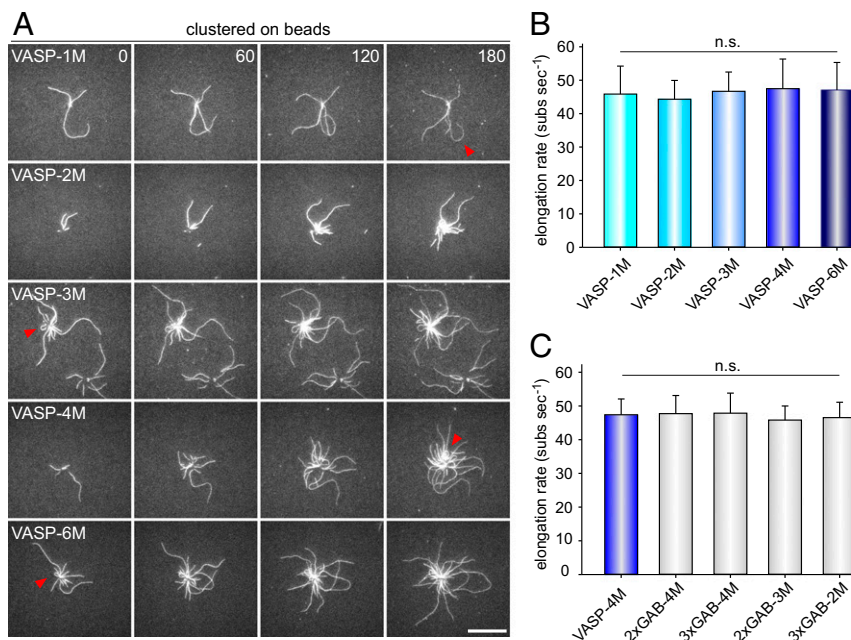 A
clustered on beads
VASP-1M 0 60 120 180
VASP-2M
VASP-3M
VASP-4M
VASP-6M
B
n.s.
60
50
40
30
20
10
0
elongation rate (subs sec⁻¹)
VASP-1M
VASP-2M
VASP-3M
VASP-4M
VASP-6M
C
n.s.
60
50
40
30
20
10
0
elongation rate (subs sec⁻¹)
VASP-4M
2xGAB-4M
3xGAB-4M
2xGAB-3M
3xGAB-2M